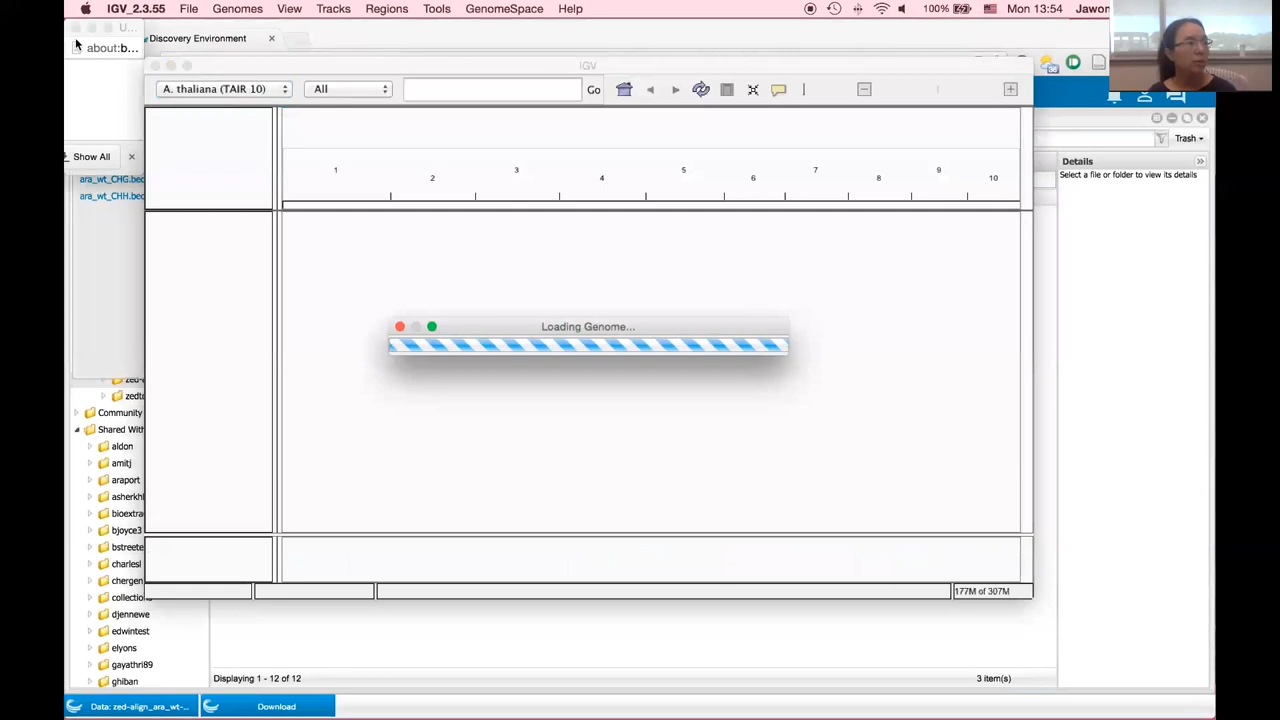 IGV_2.3.55 File Genomes View Tracks Regions Tools GenomeSpace Help 100% Mon 13:54 Jawon
U...
Discovery Environment
about:b...
IGV
A. thaliana (TAIR 10) All Go
Trash
Show All
Details
Select a file or folder to view its details
1 2 3 4 5 6 7 8 9 10
ara_wt_CHG.bed
ara_wt_CHH.bed
Loading Genome...
zedto
Community
Shared With
aldon
amitj
araport
asherkh
bioextra
bjoyce3
bstreete
charlesl
chergen
collection
djennewe
edwintest
elyons
gayathri89
ghiban
177M of 307M
Displaying 1 - 12 of 12
3 item(s)
Data: zed-align_ara_wt-...
Download